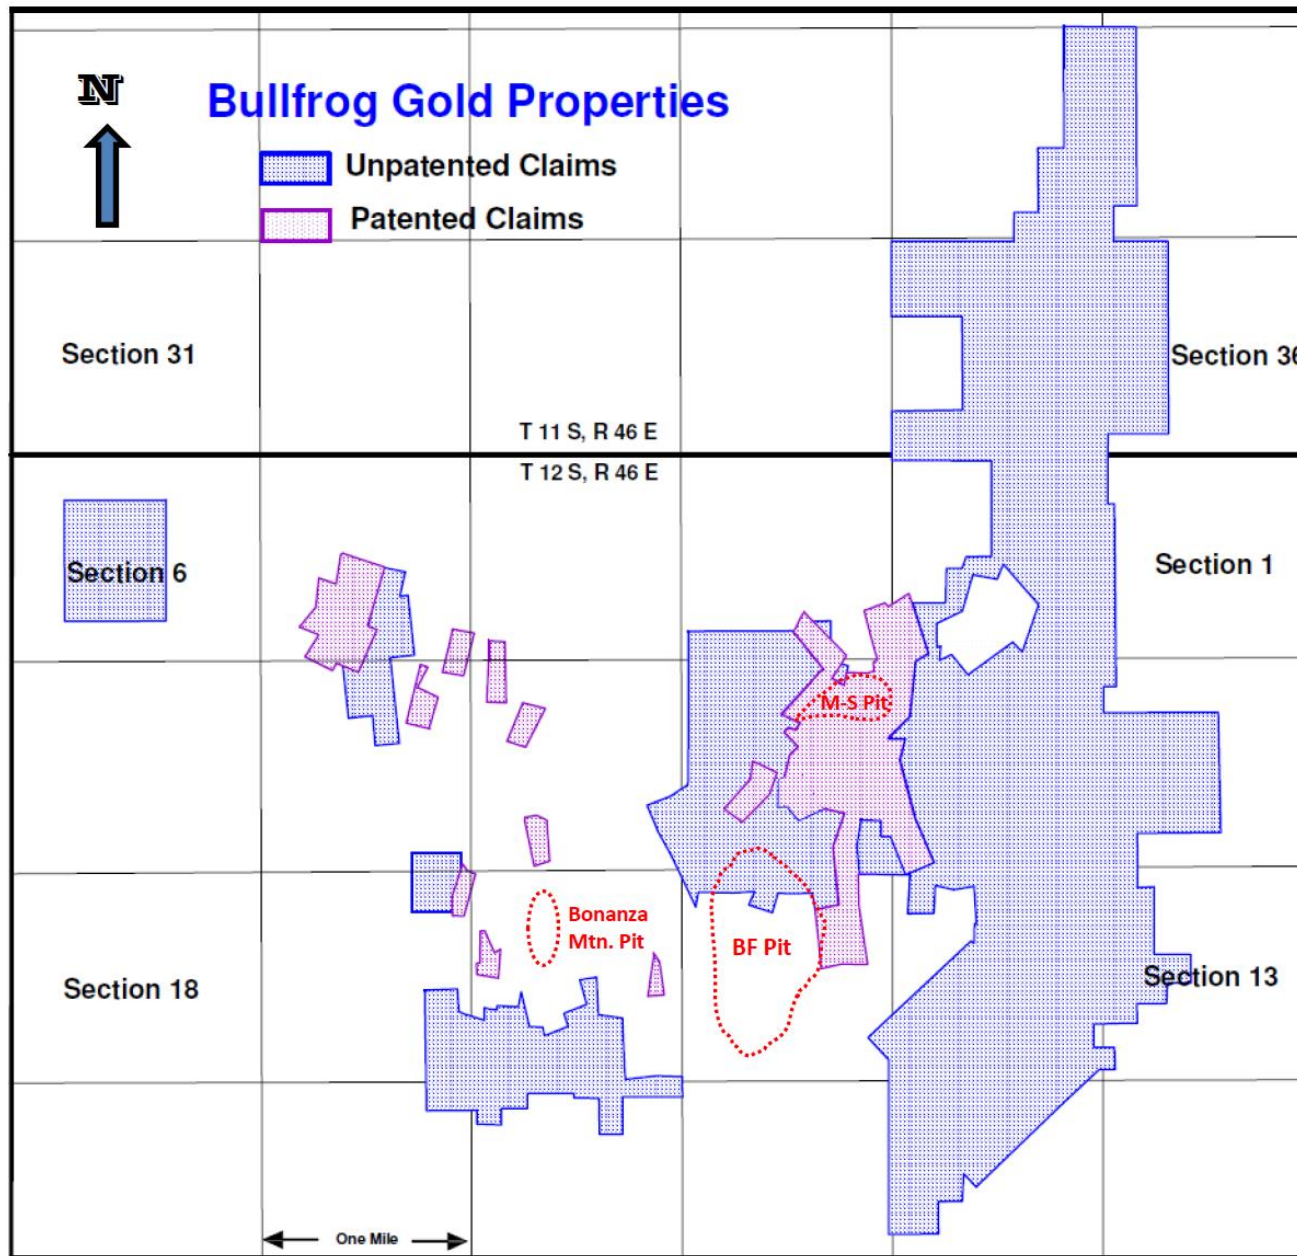 N
Bullfrog Gold Properties
Unpatented Claims
Patented Claims
Section 31
Section 36
T 11 S, R 46 E
T 12 S, R 46 E
Section 6
Section 1
M-S Pit
Bonanza
Mtn. Pit
BF Pit
Section 18
Section 13
One Mile